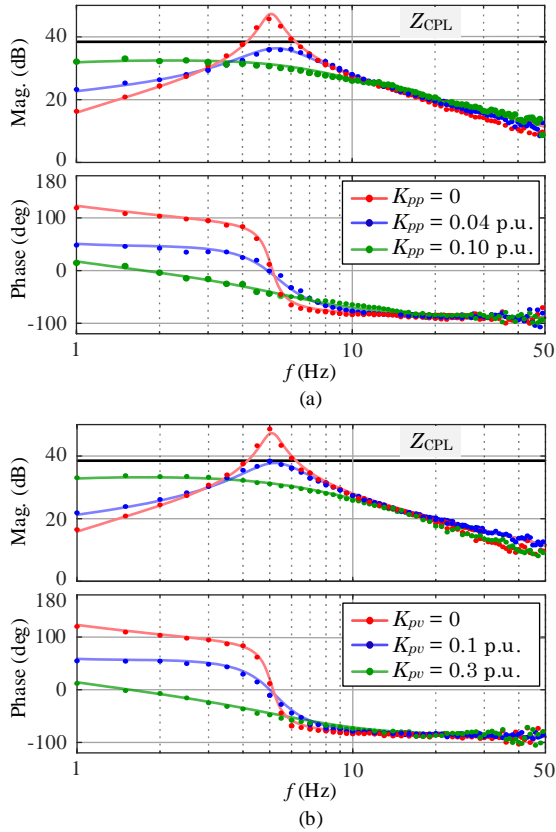 60
40
20
0
Mag. (dB)
Z_CPL
180
100
0
-100
Phase (deg)
K_pp = 0
K_pp = 0.04 p.u.
K_pp = 0.10 p.u.
1
10
50
f (Hz)
(a)
60
40
20
0
Mag. (dB)
Z_CPL
180
100
0
-100
Phase (deg)
K_pv = 0
K_pv = 0.1 p.u.
K_pv = 0.3 p.u.
1
10
50
f (Hz)
(b)